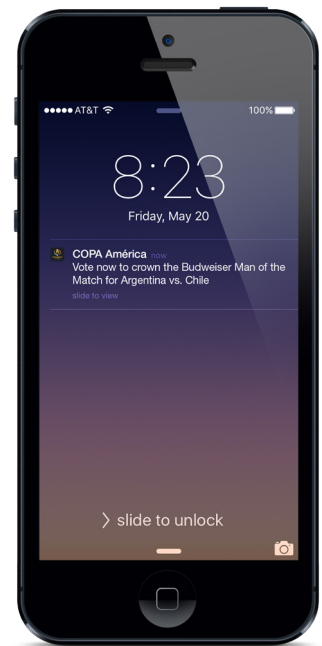 AT&T 100%
8:23
Friday, May 20
COPA América now
Vote now to crown the Budweiser Man of the
Match for Argentina vs. Chile
slide to view
> slide to unlock